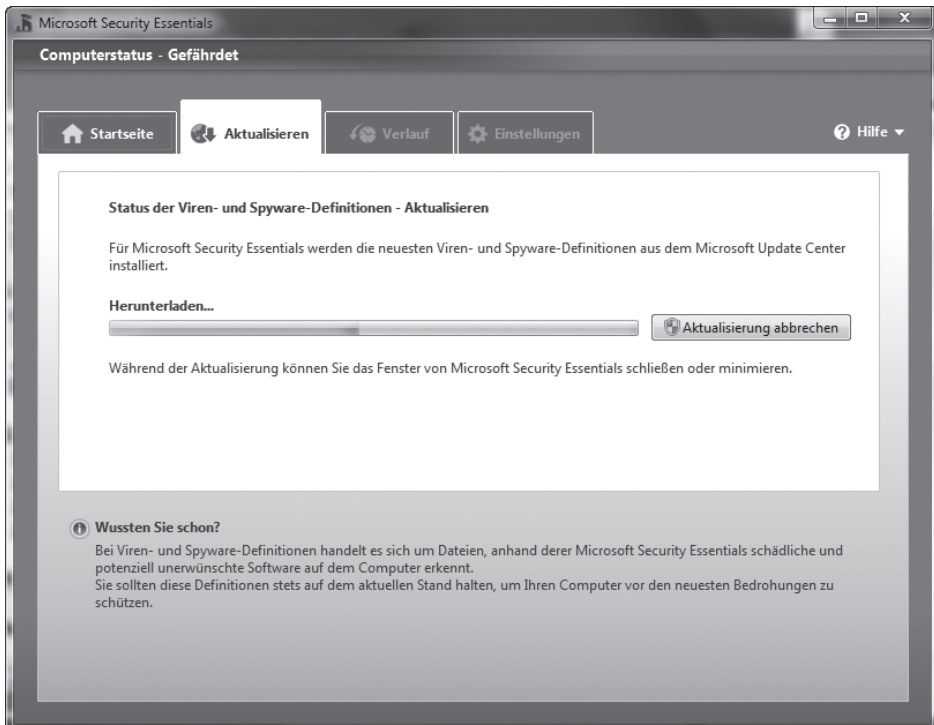 Microsoft Security Essentials
Computerstatus - Gefährdet
Startseite
Aktualisieren
Verlauf
Einstellungen
Hilfe
Status der Viren- und Spyware-Definitionen - Aktualisieren
Für Microsoft Security Essentials werden die neuesten Viren- und Spyware-Definitionen aus dem Microsoft Update Center
installiert.
Herunterladen...
Aktualisierung abbrechen
Während der Aktualisierung können Sie das Fenster von Microsoft Security Essentials schließen oder minimieren.
Wussten Sie schon?
Bei Viren- und Spyware-Definitionen handelt es sich um Dateien, anhand derer Microsoft Security Essentials schädliche und
potenziell unerwünschte Software auf dem Computer erkennt.
Sie sollten diese Definitionen stets auf dem aktuellen Stand halten, um Ihren Computer vor den neuesten Bedrohungen zu
schützen.